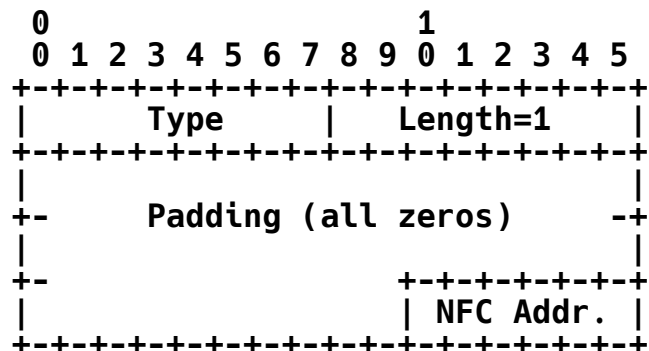 0                   1
 0 1 2 3 4 5 6 7 8 9 0 1 2 3 4 5
+-+-+-+-+-+-+-+-+-+-+-+-+-+-+-+-+
|      Type     |   Length=1    |
+-+-+-+-+-+-+-+-+-+-+-+-+-+-+-+-+
|                               |
+-     Padding (all zeros)     -+
|                               |
+-                  +-+-+-+-+-+-+
|                   | NFC Addr. |
+-+-+-+-+-+-+-+-+-+-+-+-+-+-+-+-+